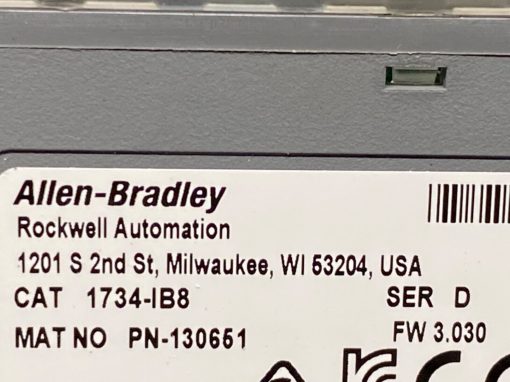 Allen-Bradley
Rockwell Automation
1201 S 2nd St, Milwaukee, WI 53204, USA
CAT 1734-IB8 SER D
MAT NO PN-130651 FW 3.030